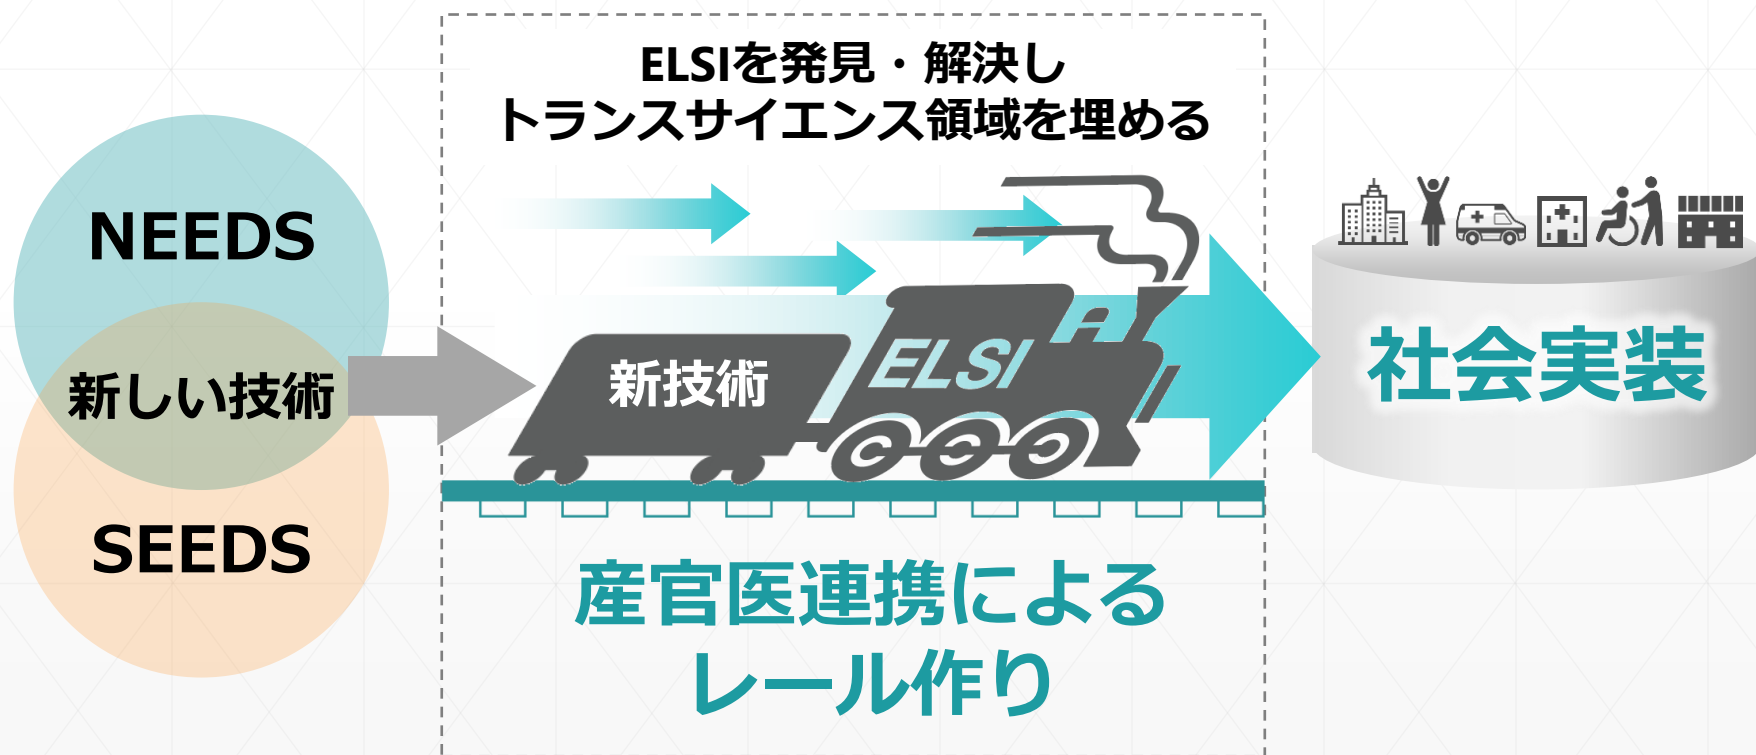 ELSIを発見・解決し
トランスサイエンス領域を埋める
NEEDS
新しい技術
SEEDS
新技術
ELSI
社会実装
産官医連携による
レール作り